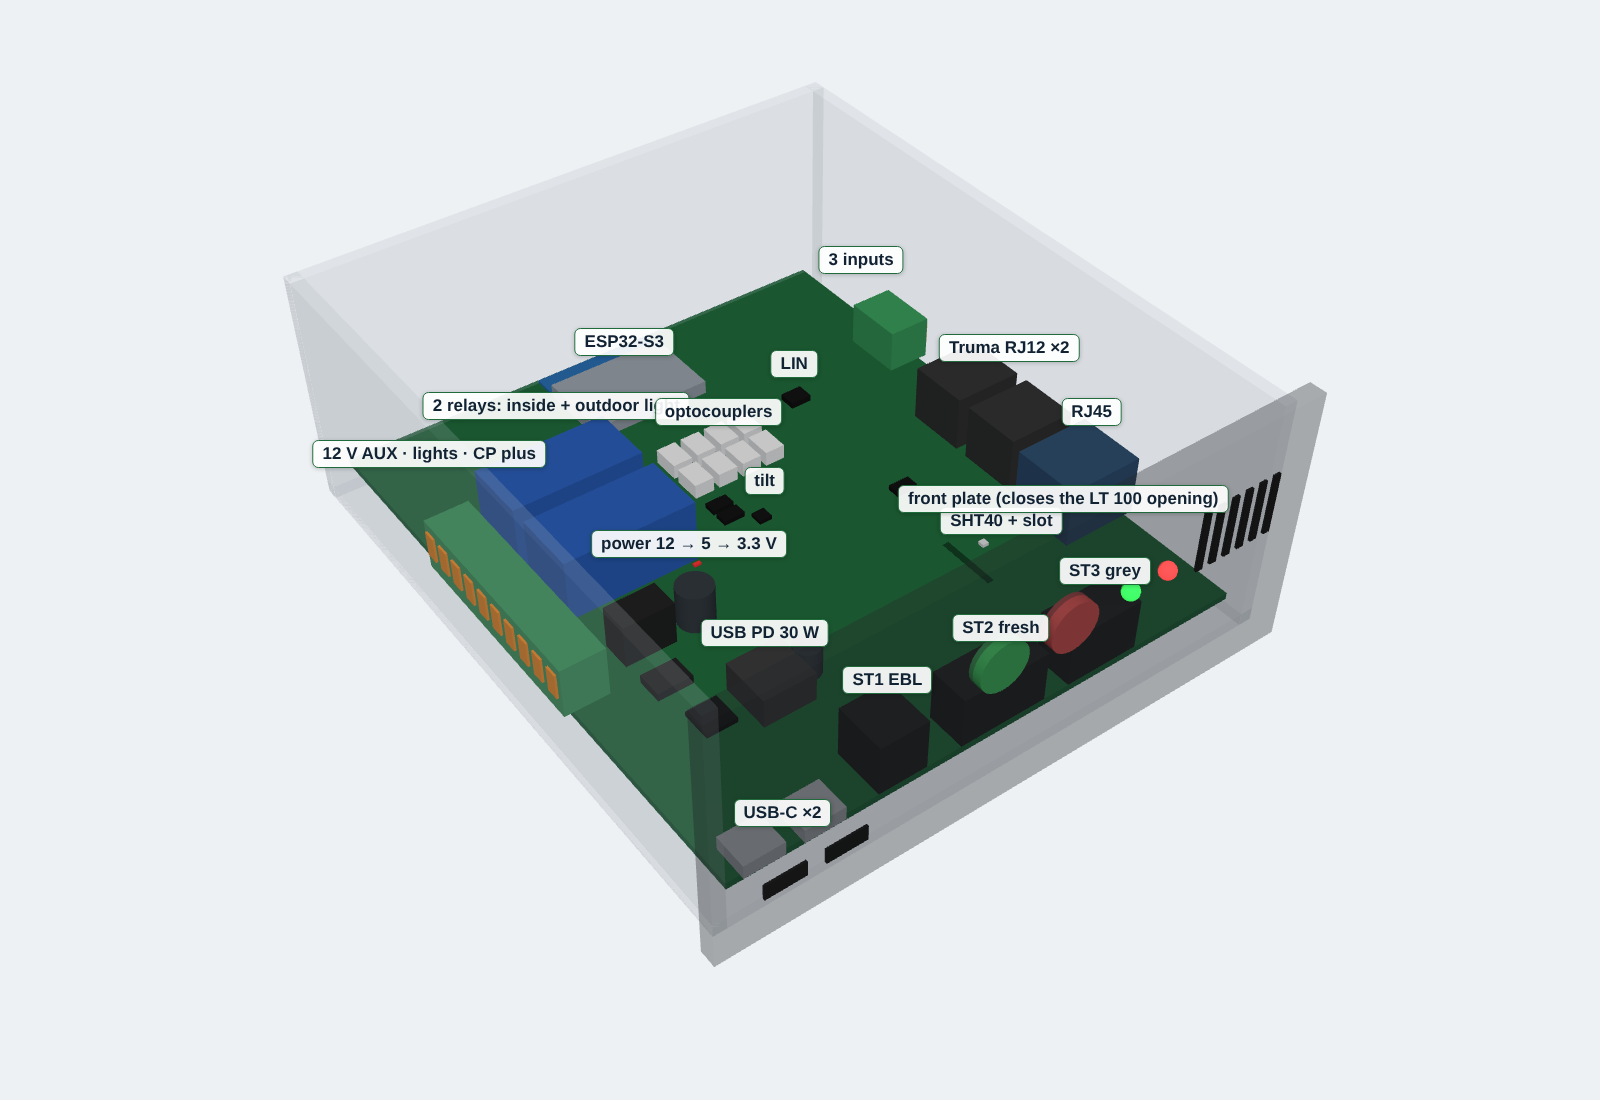 3 inputs
ESP32-S3
Truma RJ12 ×2
LIN
2 relays: inside + outdoor light
optocouplers
RJ45
12 V AUX · lights · CP plus
tilt
front plate (closes the LT 100 opening)
SHT40 + slot
power 12 → 5 → 3.3 V
ST3 grey
USB PD 30 W
ST2 fresh
ST1 EBL
USB-C ×2